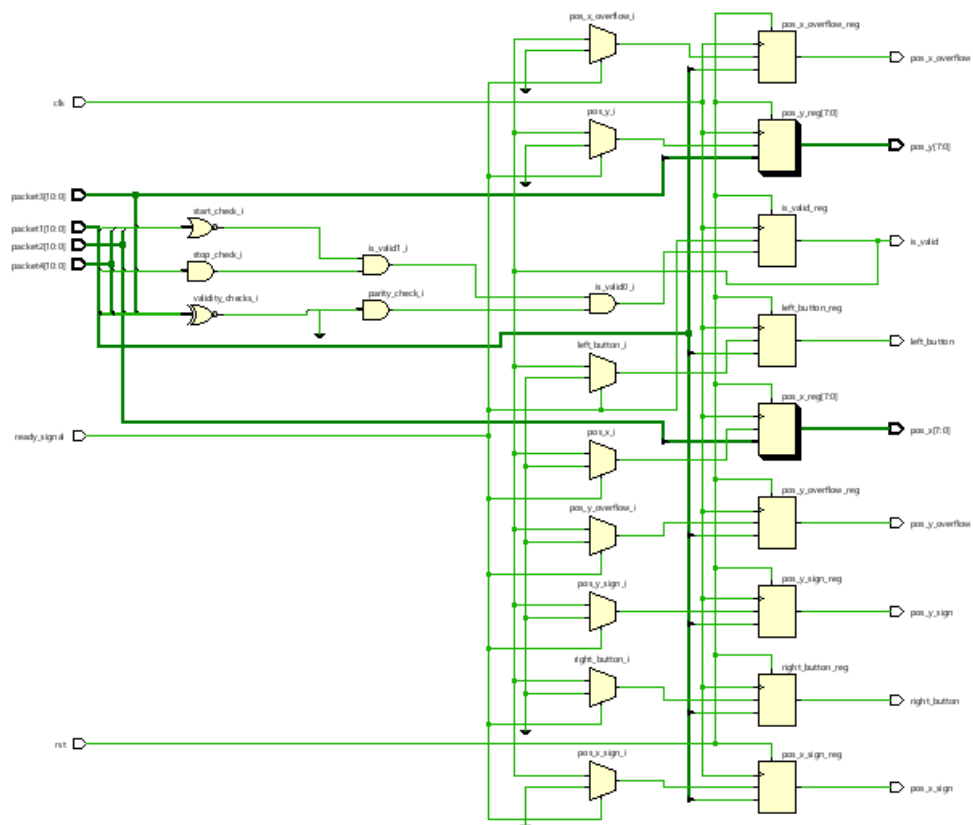 pos_x_overflow_i
pos_x_overflow_reg
pos_x_overflow
clk
pos_y_i
pos_y_reg[7:0]
pos_y[7:0]
packet3[10:0]
packet1[10:0]
packet2[10:0]
packet4[10:0]
start_check_i
stop_check_i
validity_checks_i
is_valid1_i
parity_check_i
is_valid0_i
is_valid_reg
is_valid
left_button_i
left_button_reg
left_button
ready_signal
pos_x_i
pos_x_reg[7:0]
pos_x[7:0]
pos_y_overflow_i
pos_y_overflow_reg
pos_y_overflow
pos_y_sign_i
pos_y_sign_reg
pos_y_sign
right_button_i
right_button_reg
right_button
rst
pos_x_sign_i
pos_x_sign_reg
pos_x_sign